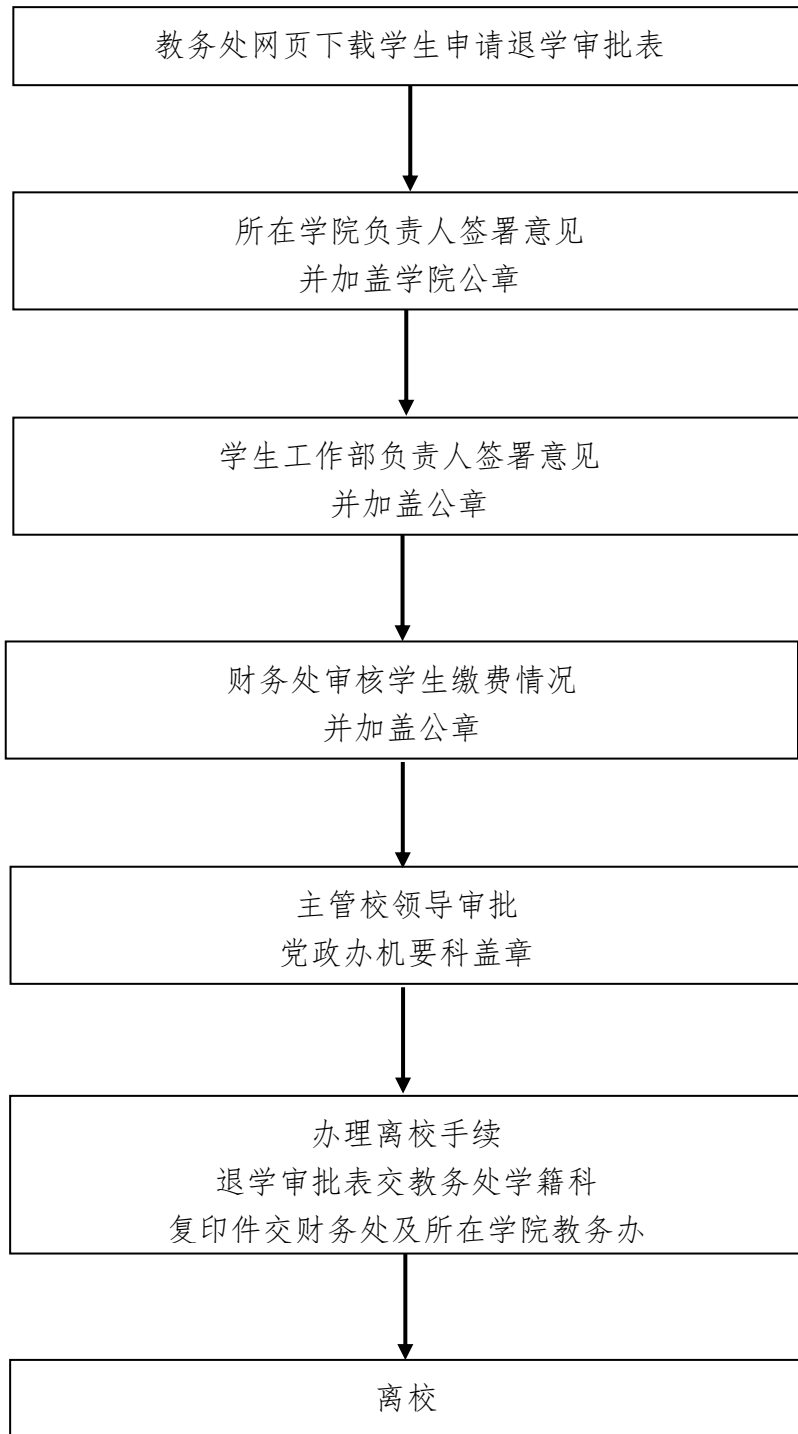 教务处网页下载学生申请退学审批表
所在学院负责人签署意见
并加盖学院公章
学生工作部负责人签署意见
并加盖公章
财务处审核学生缴费情况
并加盖公章
主管校领导审批
党政办机要科盖章
办理离校手续
退学审批表交教务处学籍科
复印件交财务处及所在学院教务办
离校